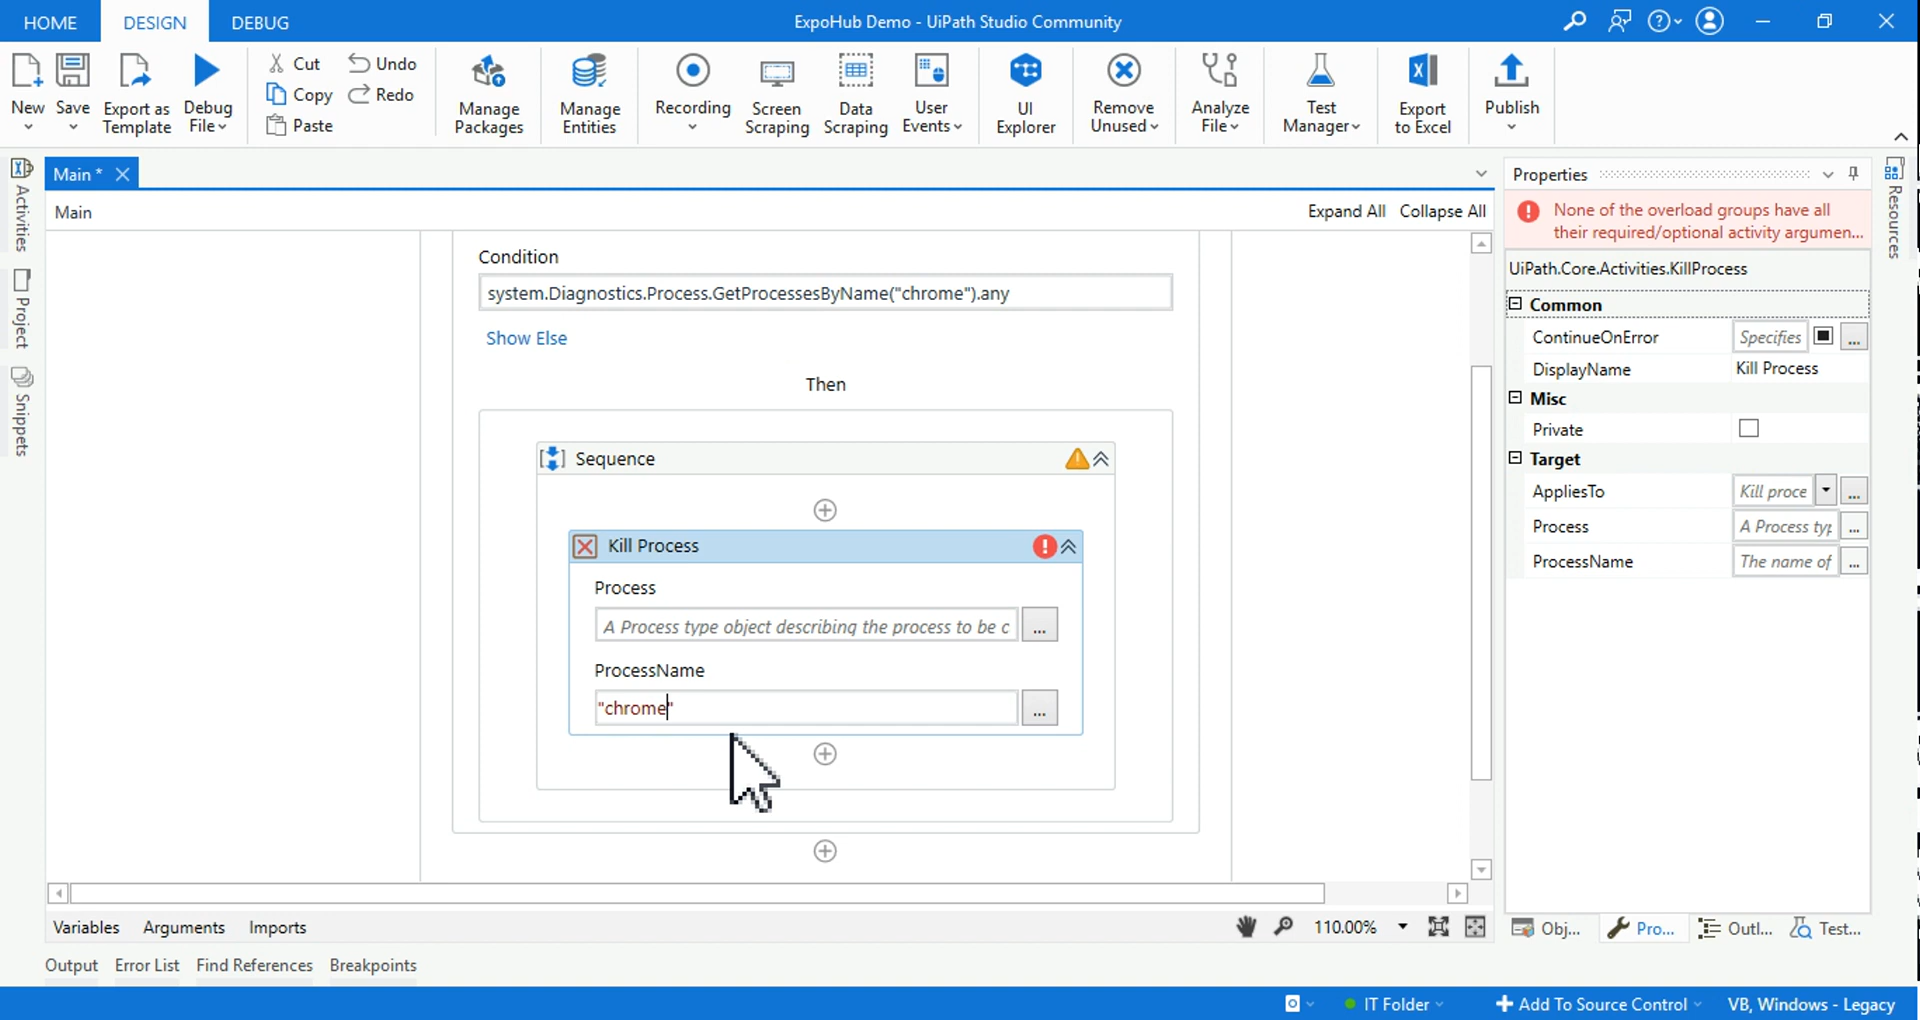 HOME DESIGN DEBUG ExpoHub Demo - UiPath Studio Community
New Save Export as Template Debug File
Cut Undo
Copy Redo
Paste
Manage Packages
Manage Entities
Recording
Screen Scraping
Data Scraping
User Events
UI Explorer
Remove Unused
Analyze File
Test Manager
Export to Excel
Publish
Activities
Project
Snippets
Main *
Main Expand All Collapse All
Condition
system.Diagnostics.Process.GetProcessesByName("chrome").any
Show Else
Then
Sequence
Kill Process
Process
A Process type object describing the process to be c
...
ProcessName
"chrome"
...
Properties
None of the overload groups have all
their required/optional activity argumen...
UiPath.Core.Activities.KillProcess
Common
ContinueOnError Specifies ...
DisplayName Kill Process
Misc
Private
Target
AppliesTo Kill proce ...
Process A Process typ ...
ProcessName The name of ...
Resources
Variables Arguments Imports 110.00%
Obj... Pro... Outl... Test...
Output Error List Find References Breakpoints
IT Folder Add To Source Control VB, Windows - Legacy